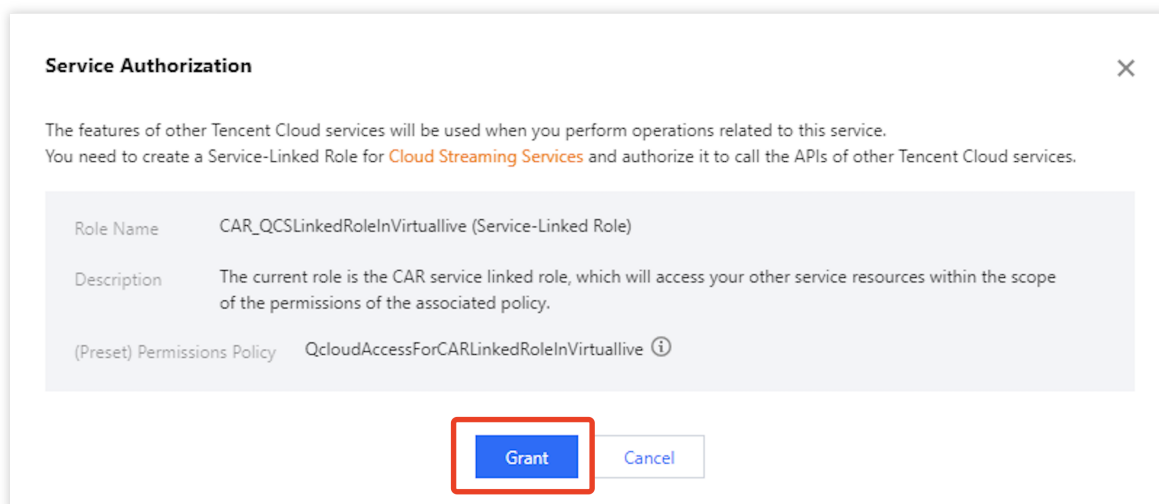 Service Authorization
The features of other Tencent Cloud services will be used when you perform operations related to this service.
You need to create a Service-Linked Role for Cloud Streaming Services and authorize it to call the APIs of other Tencent Cloud services.
Role Name CAR_QCSLinkedRoleInVirtuallive (Service-Linked Role)
Description The current role is the CAR service linked role, which will access your other service resources within the scope
of the permissions of the associated policy.
(Preset) Permissions Policy QcloudAccessForCARLinkedRoleInVirtuallive
Grant Cancel